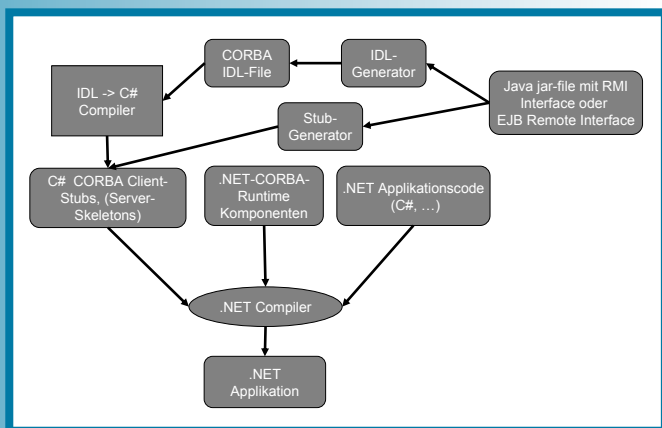 CORBA
IDL-File
IDL-
Generator
IDL -> C#
Compiler
Java jar-file mit RMI
Interface oder
EJB Remote Interface
Stub-
Generator
C# CORBA Client-
Stubs, (Server-
Skeletons)
.NET-CORBA-
Runtime
Komponenten
.NET Applikationscode
(C#, …)
.NET Compiler
.NET
Applikation